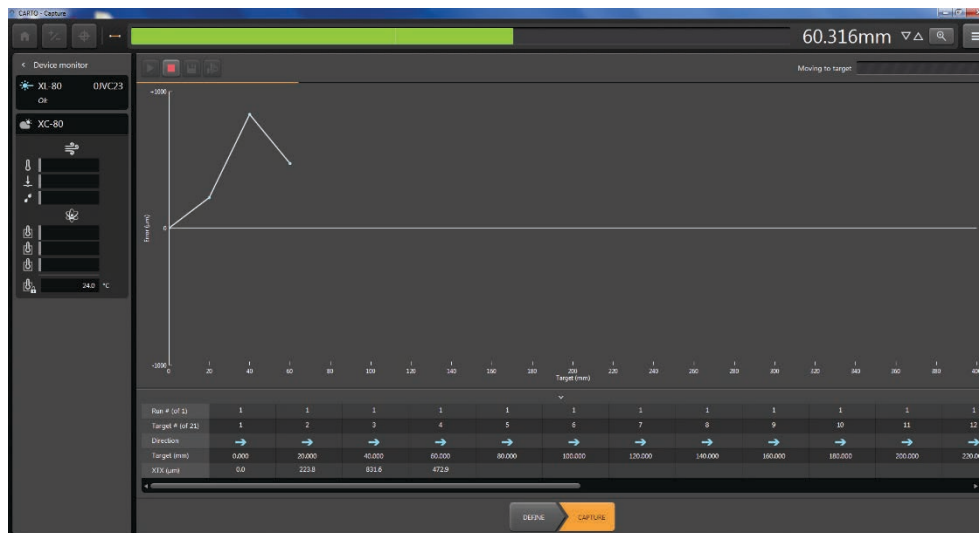 CARTO - Capture
60.316mm
Device monitor
XL-80 0JVC23
Ok
XC-80
24.0 °C
Moving to target
+1000
Error (µm)
0
-1000
0 20 40 60 80 100 120 140 160 180 200 220 240 260 280 300 320 340 360 380 400
Target (mm)
Run # (of 1) 1 1 1 1 1 1 1 1 1 1 1 1
Target # (of 21) 1 2 3 4 5 6 7 8 9 10 11 12
Direction
Target (mm) 0.000 20.000 40.000 60.000 80.000 100.000 120.000 140.000 160.000 180.000 200.000 220.0
XTX (µm) 0.0 223.8 831.6 472.9
DEFINE CAPTURE